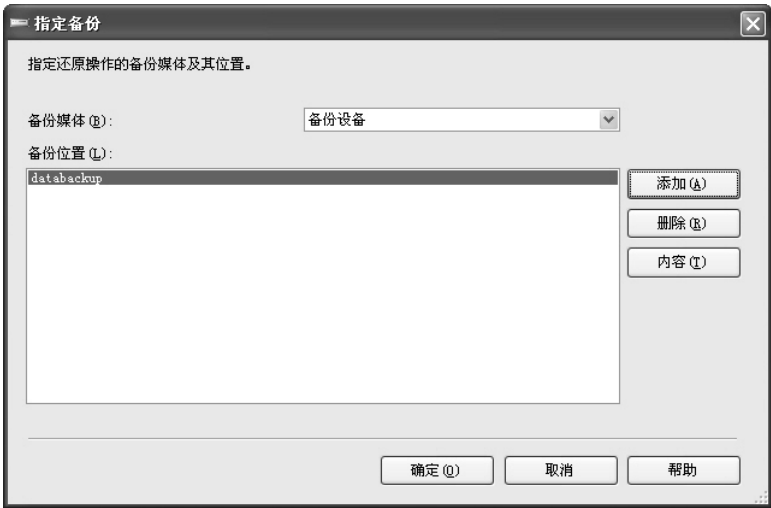 指定备份
指定还原操作的备份媒体及其位置。
备份媒体(B):
备份设备
备份位置(L):
databackup
添加(A)
删除(R)
内容(T)
确定(O)
取消
帮助